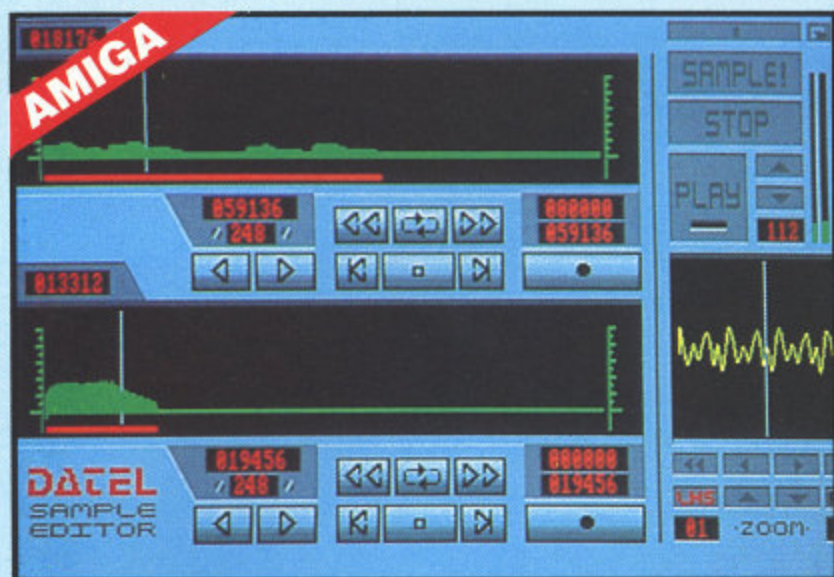 AMIGA
018176
SAMPLE!
STOP
PLAY
112
059136
248
000000
059136
013312
019456
248
000000
019456
LHS
01 ·ZOOM·
DATEL
SAMPLE
EDITOR